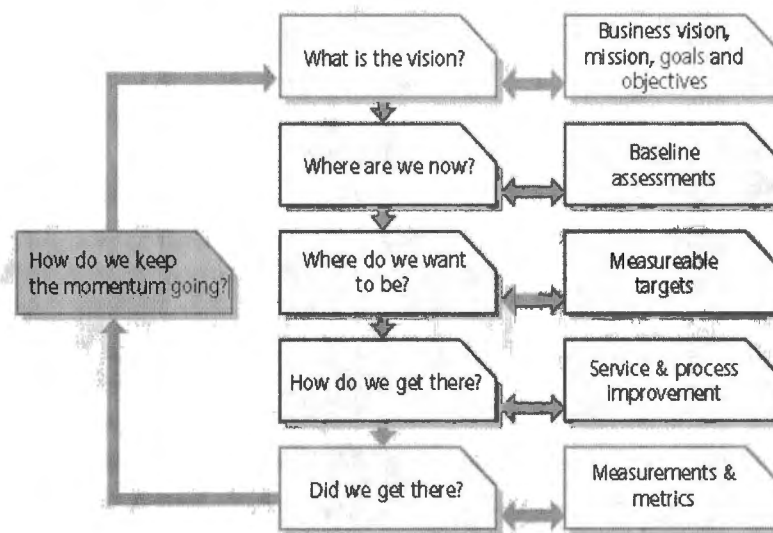 What is the vision?
Business vision,
mission, goals and
objectives
Where are we now?
Baseline
assessments
How do we keep
the momentum going?
Where do we want
to be?
Measureable
targets
How do we get there?
Service & process
improvement
Did we get there?
Measurements &
metrics